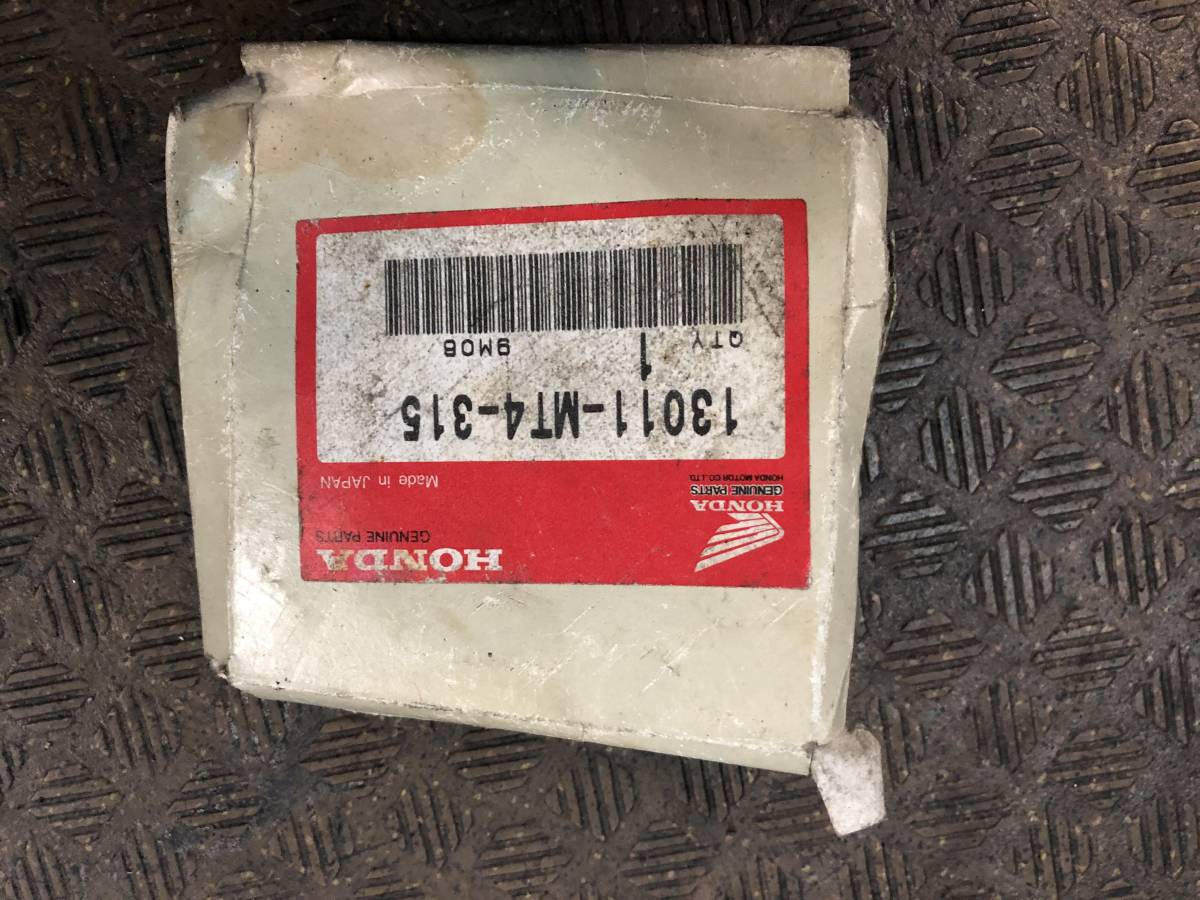 HONDA
GENUINE PARTS
HONDA
GENUINE PARTS
HONDA MOTOR CO.,LTD.
Made in JAPAN
13011-MT4-315
QTY 1 9M08